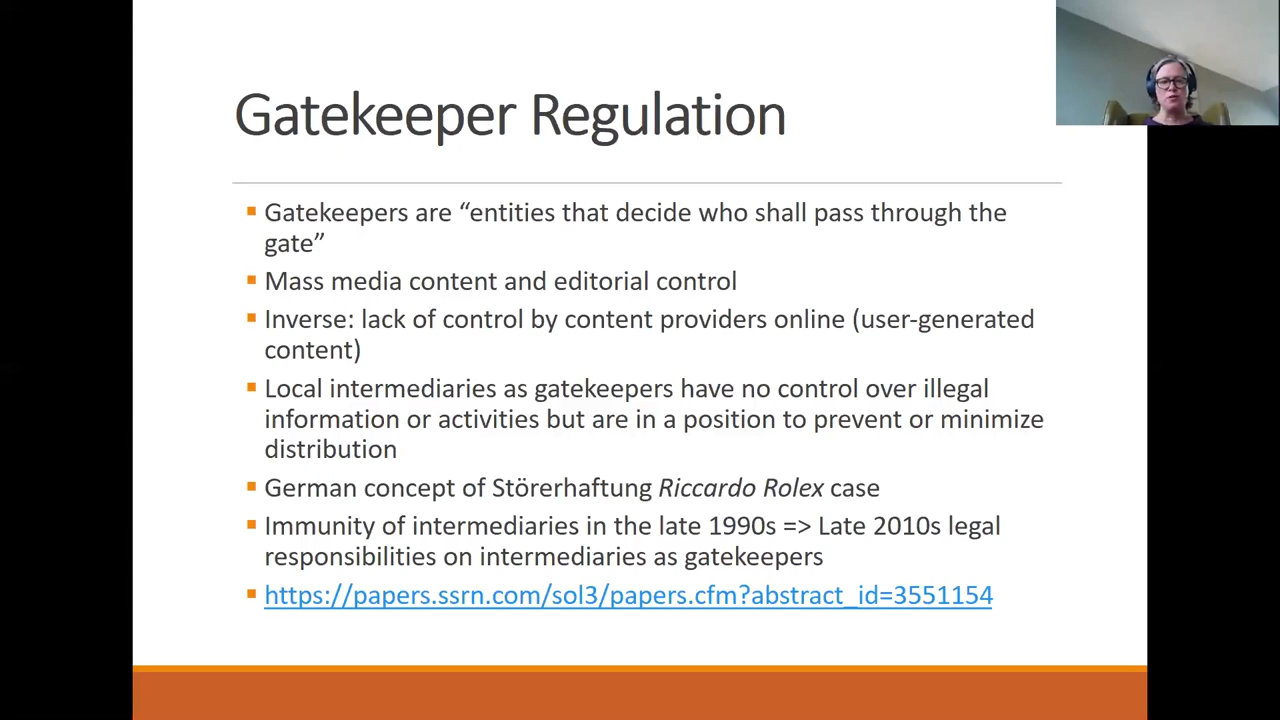 Gatekeeper Regulation
Gatekeepers are “entities that decide who shall pass through the
gate”
Mass media content and editorial control
Inverse: lack of control by content providers online (user-generated
content)
Local intermediaries as gatekeepers have no control over illegal
information or activities but are in a position to prevent or minimize
distribution
German concept of Störerhaftung Riccardo Rolex case
Immunity of intermediaries in the late 1990s => Late 2010s legal
responsibilities on intermediaries as gatekeepers
https://papers.ssrn.com/sol3/papers.cfm?abstract_id=3551154